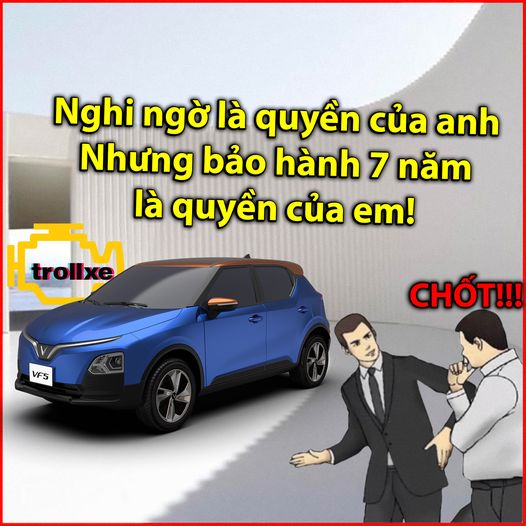 Nghi ngờ là quyền của anh
Nhưng bảo hành 7 năm
là quyền của em!
trollxe
CHỐT!!!
VF5